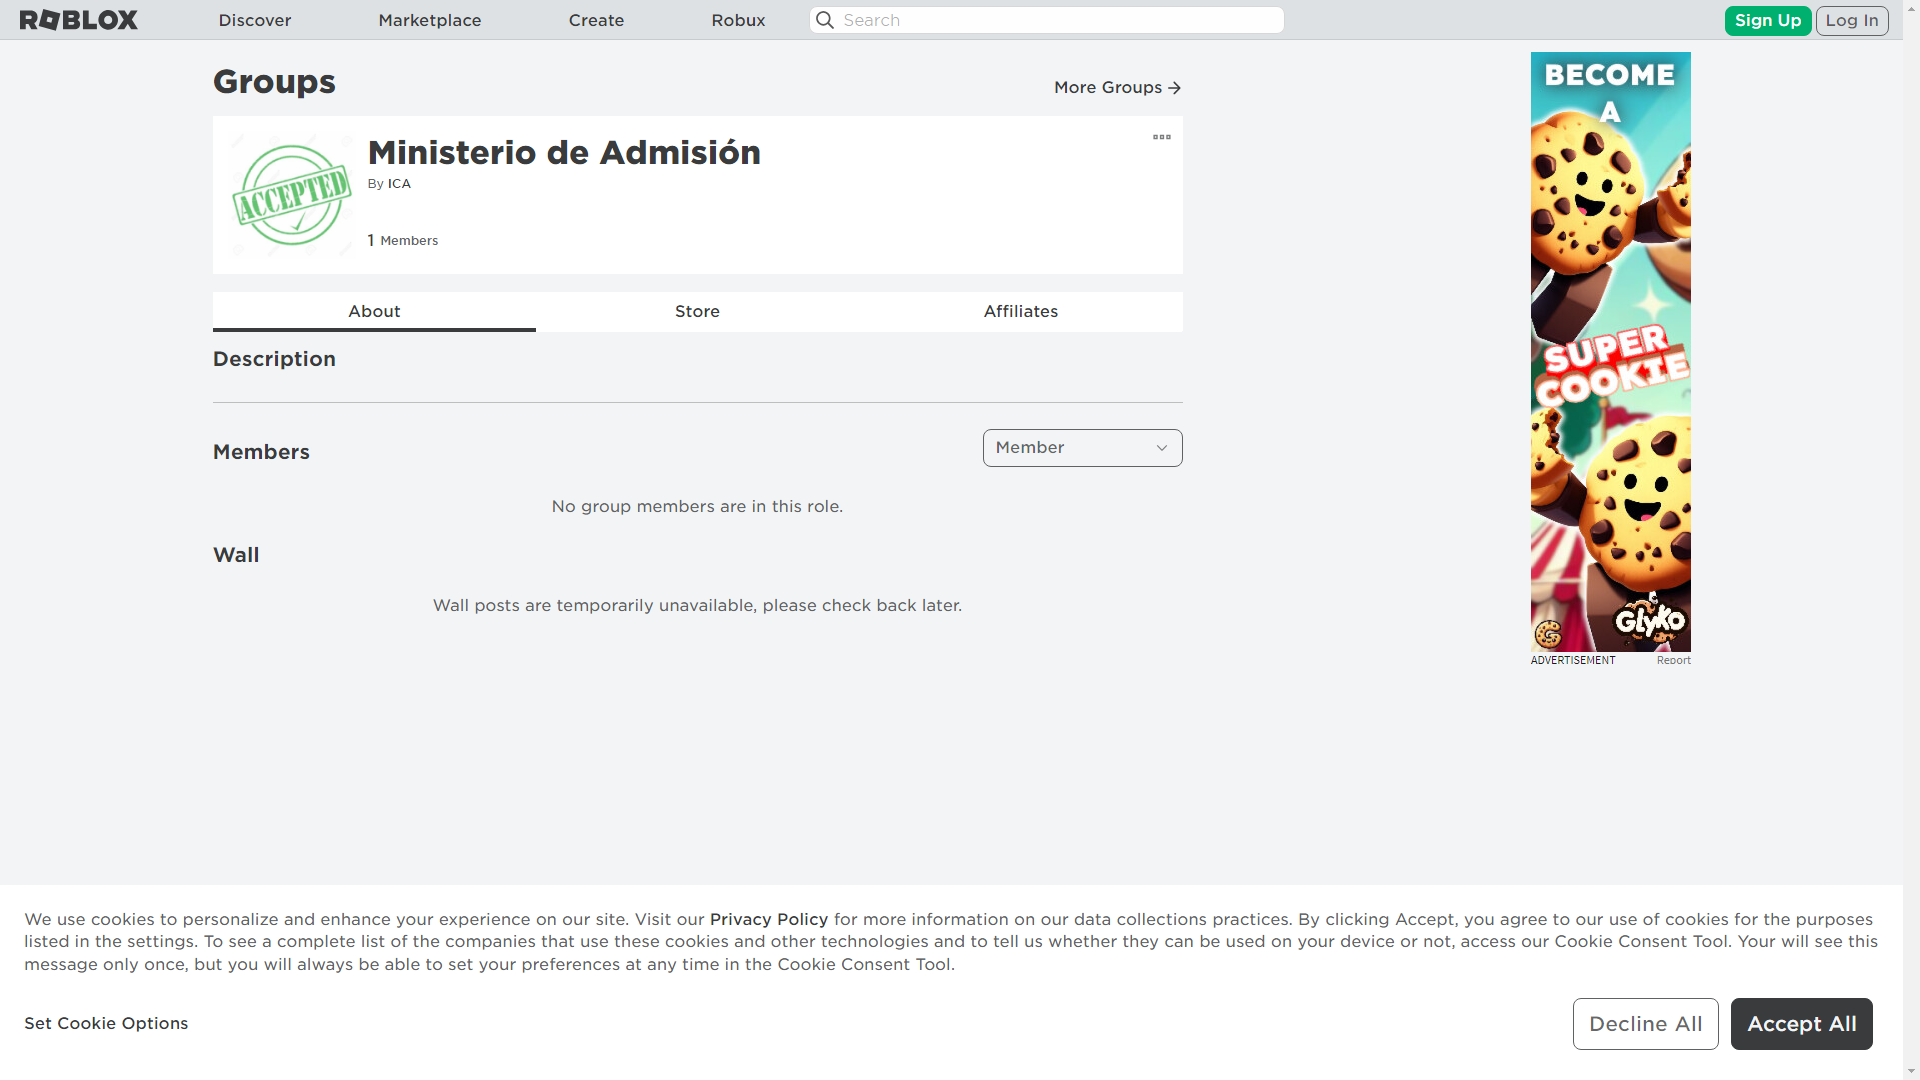 ROBLOX
Discover
Marketplace
Create
Robux
Search
Sign Up
Log In
Groups
More Groups
ACCEPTED
Ministerio de Admisión
By ICA
1 Members
About
Store
Affiliates
Description
Members
Member
No group members are in this role.
Wall
Wall posts are temporarily unavailable, please check back later.
BECOME
A
SUPER
COOKIE
G
Glyko
ADVERTISEMENT
Report
We use cookies to personalize and enhance your experience on our site. Visit our Privacy Policy for more information on our data collections practices. By clicking Accept, you agree to our use of cookies for the purposes
listed in the settings. To see a complete list of the companies that use these cookies and other technologies and to tell us whether they can be used on your device or not, access our Cookie Consent Tool. Your will see this
message only once, but you will always be able to set your preferences at any time in the Cookie Consent Tool.
Set Cookie Options
Decline All
Accept All